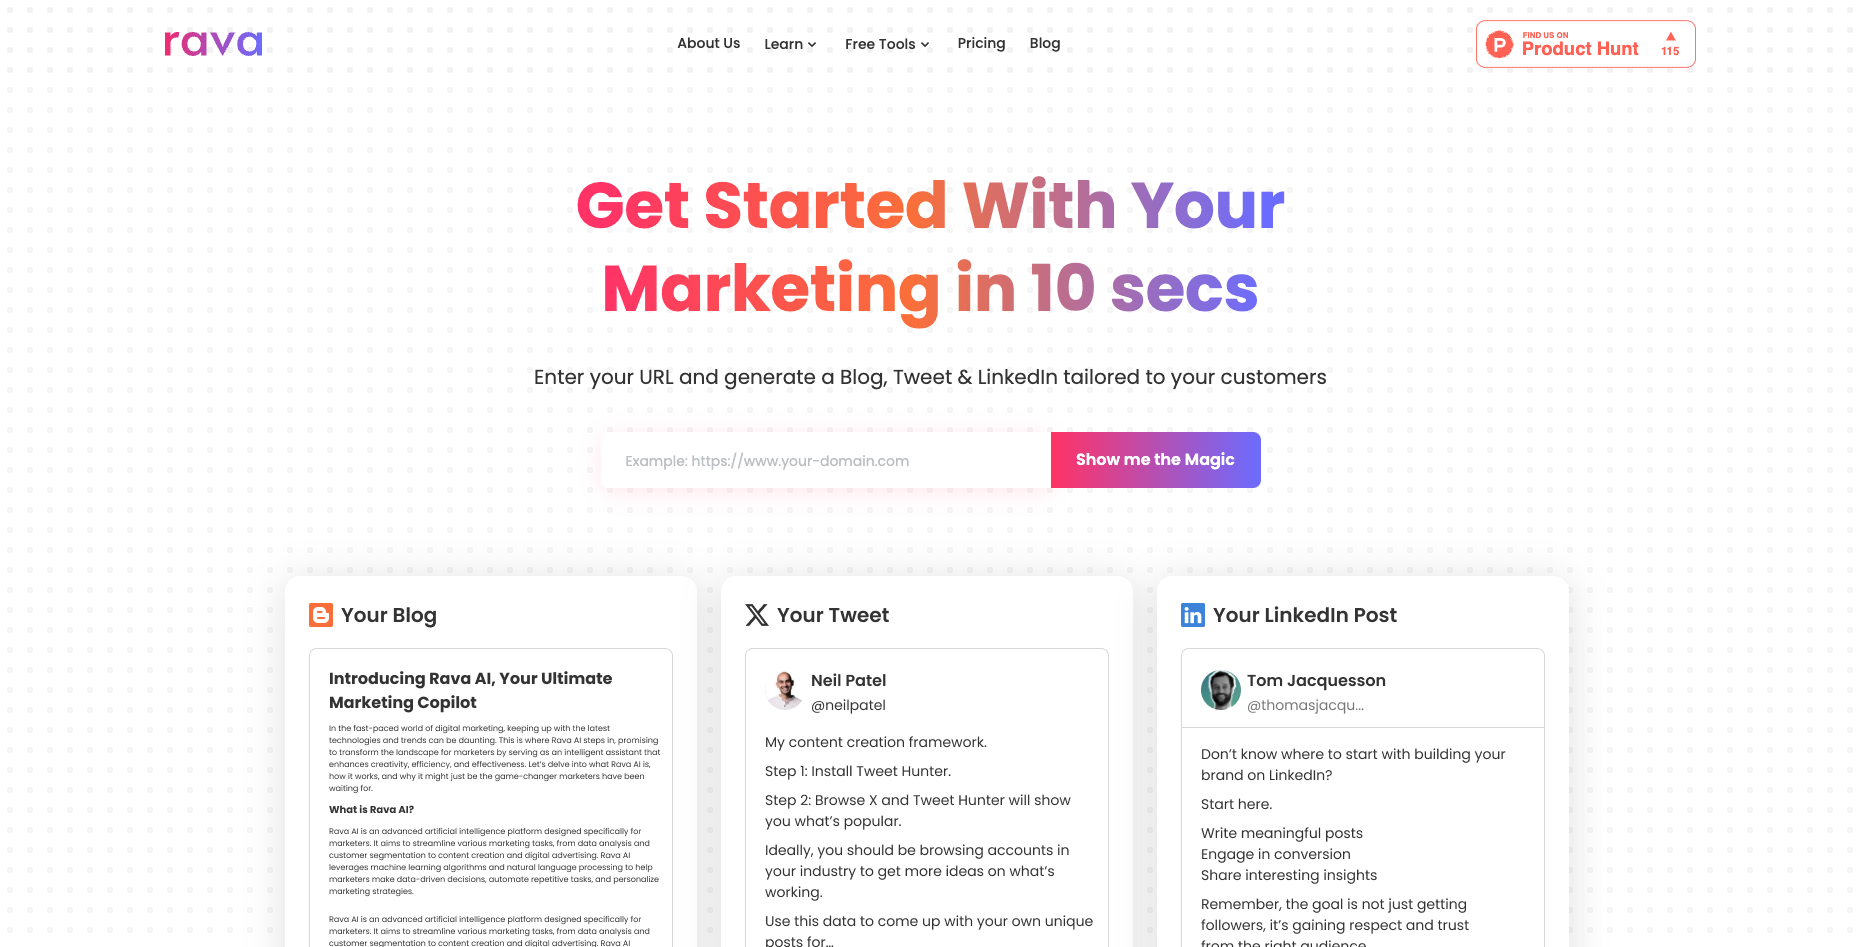 rava
About Us
Learn
Free Tools
Pricing
Blog
FIND US ON
Product Hunt
115
Get Started With Your
Marketing in 10 secs
Enter your URL and generate a Blog, Tweet & LinkedIn tailored to your customers
Example: https://www.your-domain.com
Show me the Magic
Your Blog
Introducing Rava AI, Your Ultimate
Marketing Copilot
In the fast-paced world of digital marketing, keeping up with the latest
technologies and trends can be daunting. This is where Rava AI steps in, promising
to transform the landscape for marketers by serving as an intelligent assistant that
enhances creativity, efficiency, and effectiveness. Let's delve into what Rava AI is,
how it works, and why it might just be the game-changer marketers have been
waiting for.
What is Rava AI?
Rava AI is an advanced artificial intelligence platform designed specifically for
marketers. It aims to streamline various marketing tasks, from data analysis and
customer segmentation to content creation and digital advertising. Rava AI
leverages machine learning algorithms and natural language processing to help
marketers make data-driven decisions, automate repetitive tasks, and personalize
marketing strategies.
Rava AI is an advanced artificial intelligence platform designed specifically for
marketers. It aims to streamline various marketing tasks, from data analysis and
customer segmentation to content creation and digital advertising. Rava AI
Your Tweet
Neil Patel
@neilpatel
My content creation framework.
Step 1: Install Tweet Hunter.
Step 2: Browse X and Tweet Hunter will show
you what's popular.
Ideally, you should be browsing accounts in
your industry to get more ideas on what's
working.
Use this data to come up with your own unique
posts for...
Your LinkedIn Post
Tom Jacquesson
@thomasjacqu...
Don't know where to start with building your
brand on LinkedIn?
Start here.
Write meaningful posts
Engage in conversion
Share interesting insights
Remember, the goal is not just getting
followers, it's gaining respect and trust
from the right audience